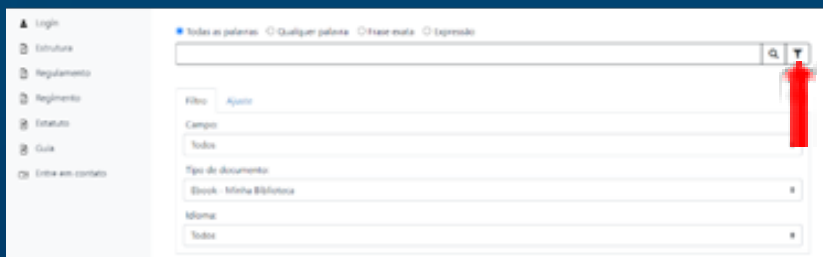 Login
Estrutura
Regulamento
Regimento
Estatuto
Guia
Entre em contato
Todas as palavras Qualquer palavra Frase exata Expressão
Filtro Ajuste
Campo:
Todos
Tipo de documento:
Ebook - Minha Biblioteca
Idioma:
Todos